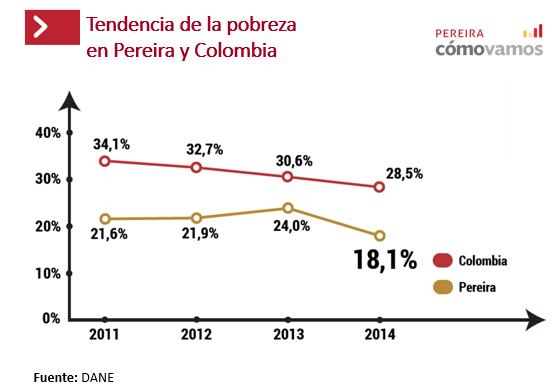 Tendencia de la pobreza
en Pereira y Colombia
PEREIRA
cómovamos
40%
30%
20%
10%
0%
34,1%
32,7%
30,6%
28,5%
21,6%
21,9%
24,0%
18,1%
Colombia
Pereira
2011
2012
2013
2014
Fuente: DANE